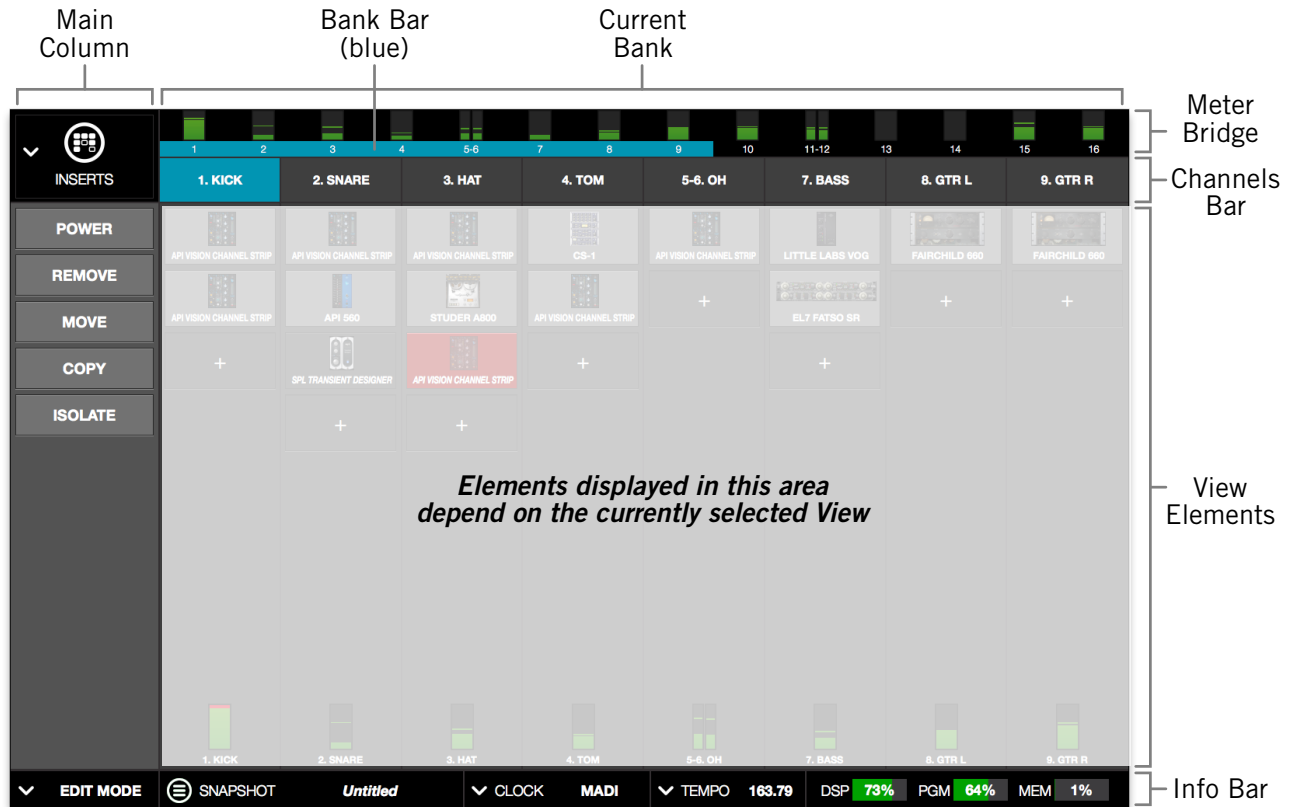 Main
Column
Bank Bar
(blue)
Current
Bank
Meter
Bridge
1 2 3 4 5-6 7 8 9 10 11-12 13 14 15 16
INSERTS
1. KICK 2. SNARE 3. HAT 4. TOM 5-6. OH 7. BASS 8. GTR L 9. GTR R
Channels
Bar
POWER
REMOVE
MOVE
COPY
ISOLATE
API VISION CHANNEL STRIP API VISION CHANNEL STRIP API VISION CHANNEL STRIP CS-1 API VISION CHANNEL STRIP LITTLE LABS VOG FAIRCHILD 660 FAIRCHILD 660
API VISION CHANNEL STRIP API 560 STUDER A800 API VISION CHANNEL STRIP + EL7 FATSO SR + +
+ SPL TRANSIENT DESIGNER API VISION CHANNEL STRIP + +
+ +
Elements displayed in this area
depend on the currently selected View
View
Elements
1. KICK 2. SNARE 3. HAT 4. TOM 5-6. OH 7. BASS 8. GTR L 9. GTR R
EDIT MODE SNAPSHOT Untitled CLOCK MADI TEMPO 163.79 DSP 73% PGM 64% MEM 1%
Info Bar